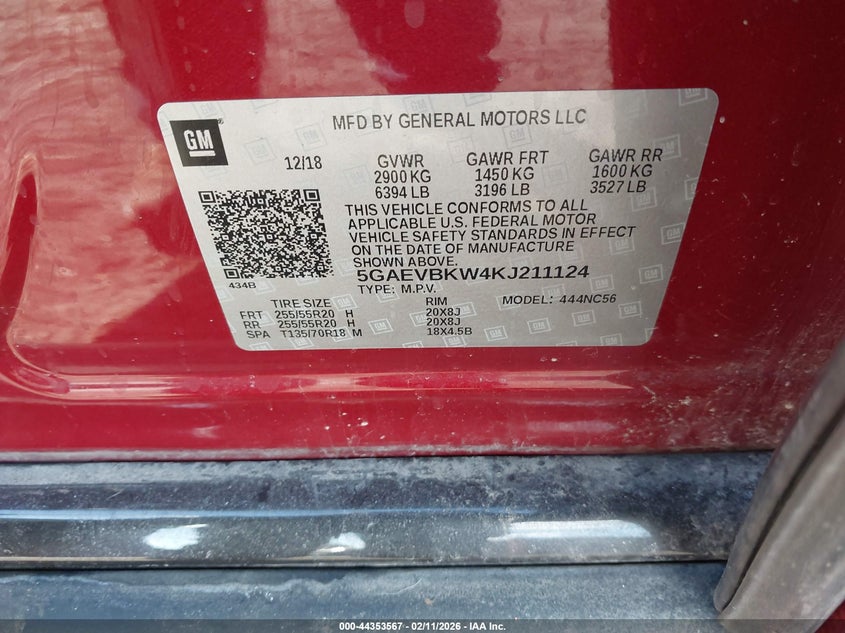 GM
MFD BY GENERAL MOTORS LLC
12/18 GVWR GAWR FRT GAWR RR
2900 KG 1450 KG 1600 KG
6394 LB 3196 LB 3527 LB
THIS VEHICLE CONFORMS TO ALL
APPLICABLE U.S. FEDERAL MOTOR
VEHICLE SAFETY STANDARDS IN EFFECT
ON THE DATE OF MANUFACTURE
SHOWN ABOVE.
434B 5GAEVBKW4KJ211124
TYPE: M.P.V. MODEL: 444NC56
TIRE SIZE RIM
FRT 255/55R20 H 20X8J
RR 255/55R20 H 20X8J
SPA T135/70R18 M 18X4.5B
000-44353567 - 02/11/2026 - IAA Inc.